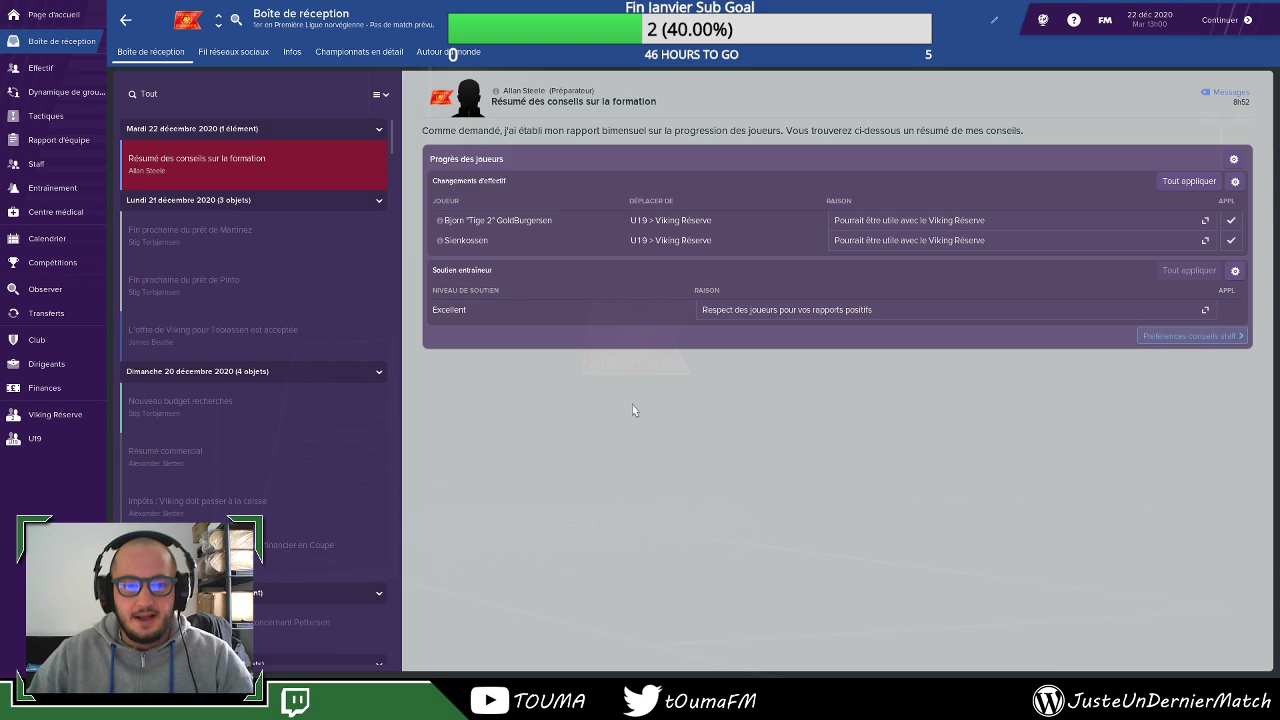 Fin Janvier Sub Goal
2 (40.00%)
0
46 HOURS TO GO
5
Page d'accueil
Boîte de réception
Effectif
Dynamique de grou...
Tactiques
Rapport d'équipe
Staff
Entraînement
Centre médical
Calendrier
Compétitions
Observer
Transferts
Club
Dirigeants
Finances
Viking Réserve
U19
Boîte de réception
1er en Première Ligue norvégienne - Pas de match prévu.
FM
22 déc 2020
Mar 13h00
Continuer
Boîte de réception
Fil réseaux sociaux
Infos
Championnats en détail
Autour du monde
Tout
Mardi 22 décembre 2020 (1 élément)
Résumé des conseils sur la formation
Allan Steele
Lundi 21 décembre 2020 (3 objets)
Fin prochaine du prêt de Martinez
Stig Torbjørnsen
Fin prochaine du prêt de Pinto
Stig Torbjørnsen
L'offre de Viking pour Tobiassen est acceptée
James Beattie
Dimanche 20 décembre 2020 (4 objets)
Nouveau budget recherches
Stig Torbjørnsen
Résumé commercial
Alexander Sletten
Impôts : Viking doit passer à la caisse
Alexander Sletten
financier en Coupe
concernant Pettersen
Allan Steele (Préparateur)
Résumé des conseils sur la formation
Messages
8h52
Comme demandé, j'ai établi mon rapport bimensuel sur la progression des joueurs. Vous trouverez ci-dessous un résumé de mes conseils.
Progrès des joueurs
Changements d'effectif
Tout appliquer
JOUEUR
DÉPLACER DE
RAISON
APPL
Bjorn "Tige 2" GoldBurgersen
U19 > Viking Réserve
Pourrait être utile avec le Viking Réserve
Sienkossen
U19 > Viking Réserve
Pourrait être utile avec le Viking Réserve
Soutien entraîneur
Tout appliquer
NIVEAU DE SOUTIEN
RAISON
APPL
Excellent
Respect des joueurs pour vos rapports positifs
Préférences conseils staff
TOUMA
tOumaFM
JusteUnDernierMatch